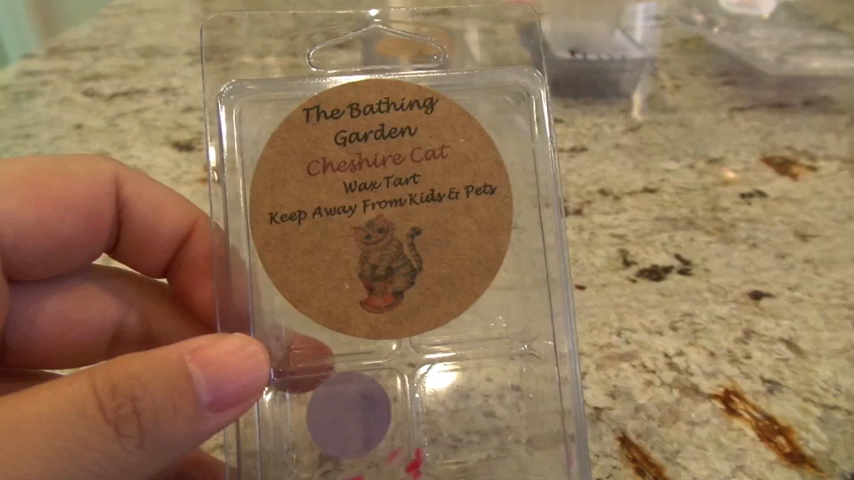 The Bathing
Garden
Cheshire Cat
Wax Tart
Keep Away From Kids & Pets